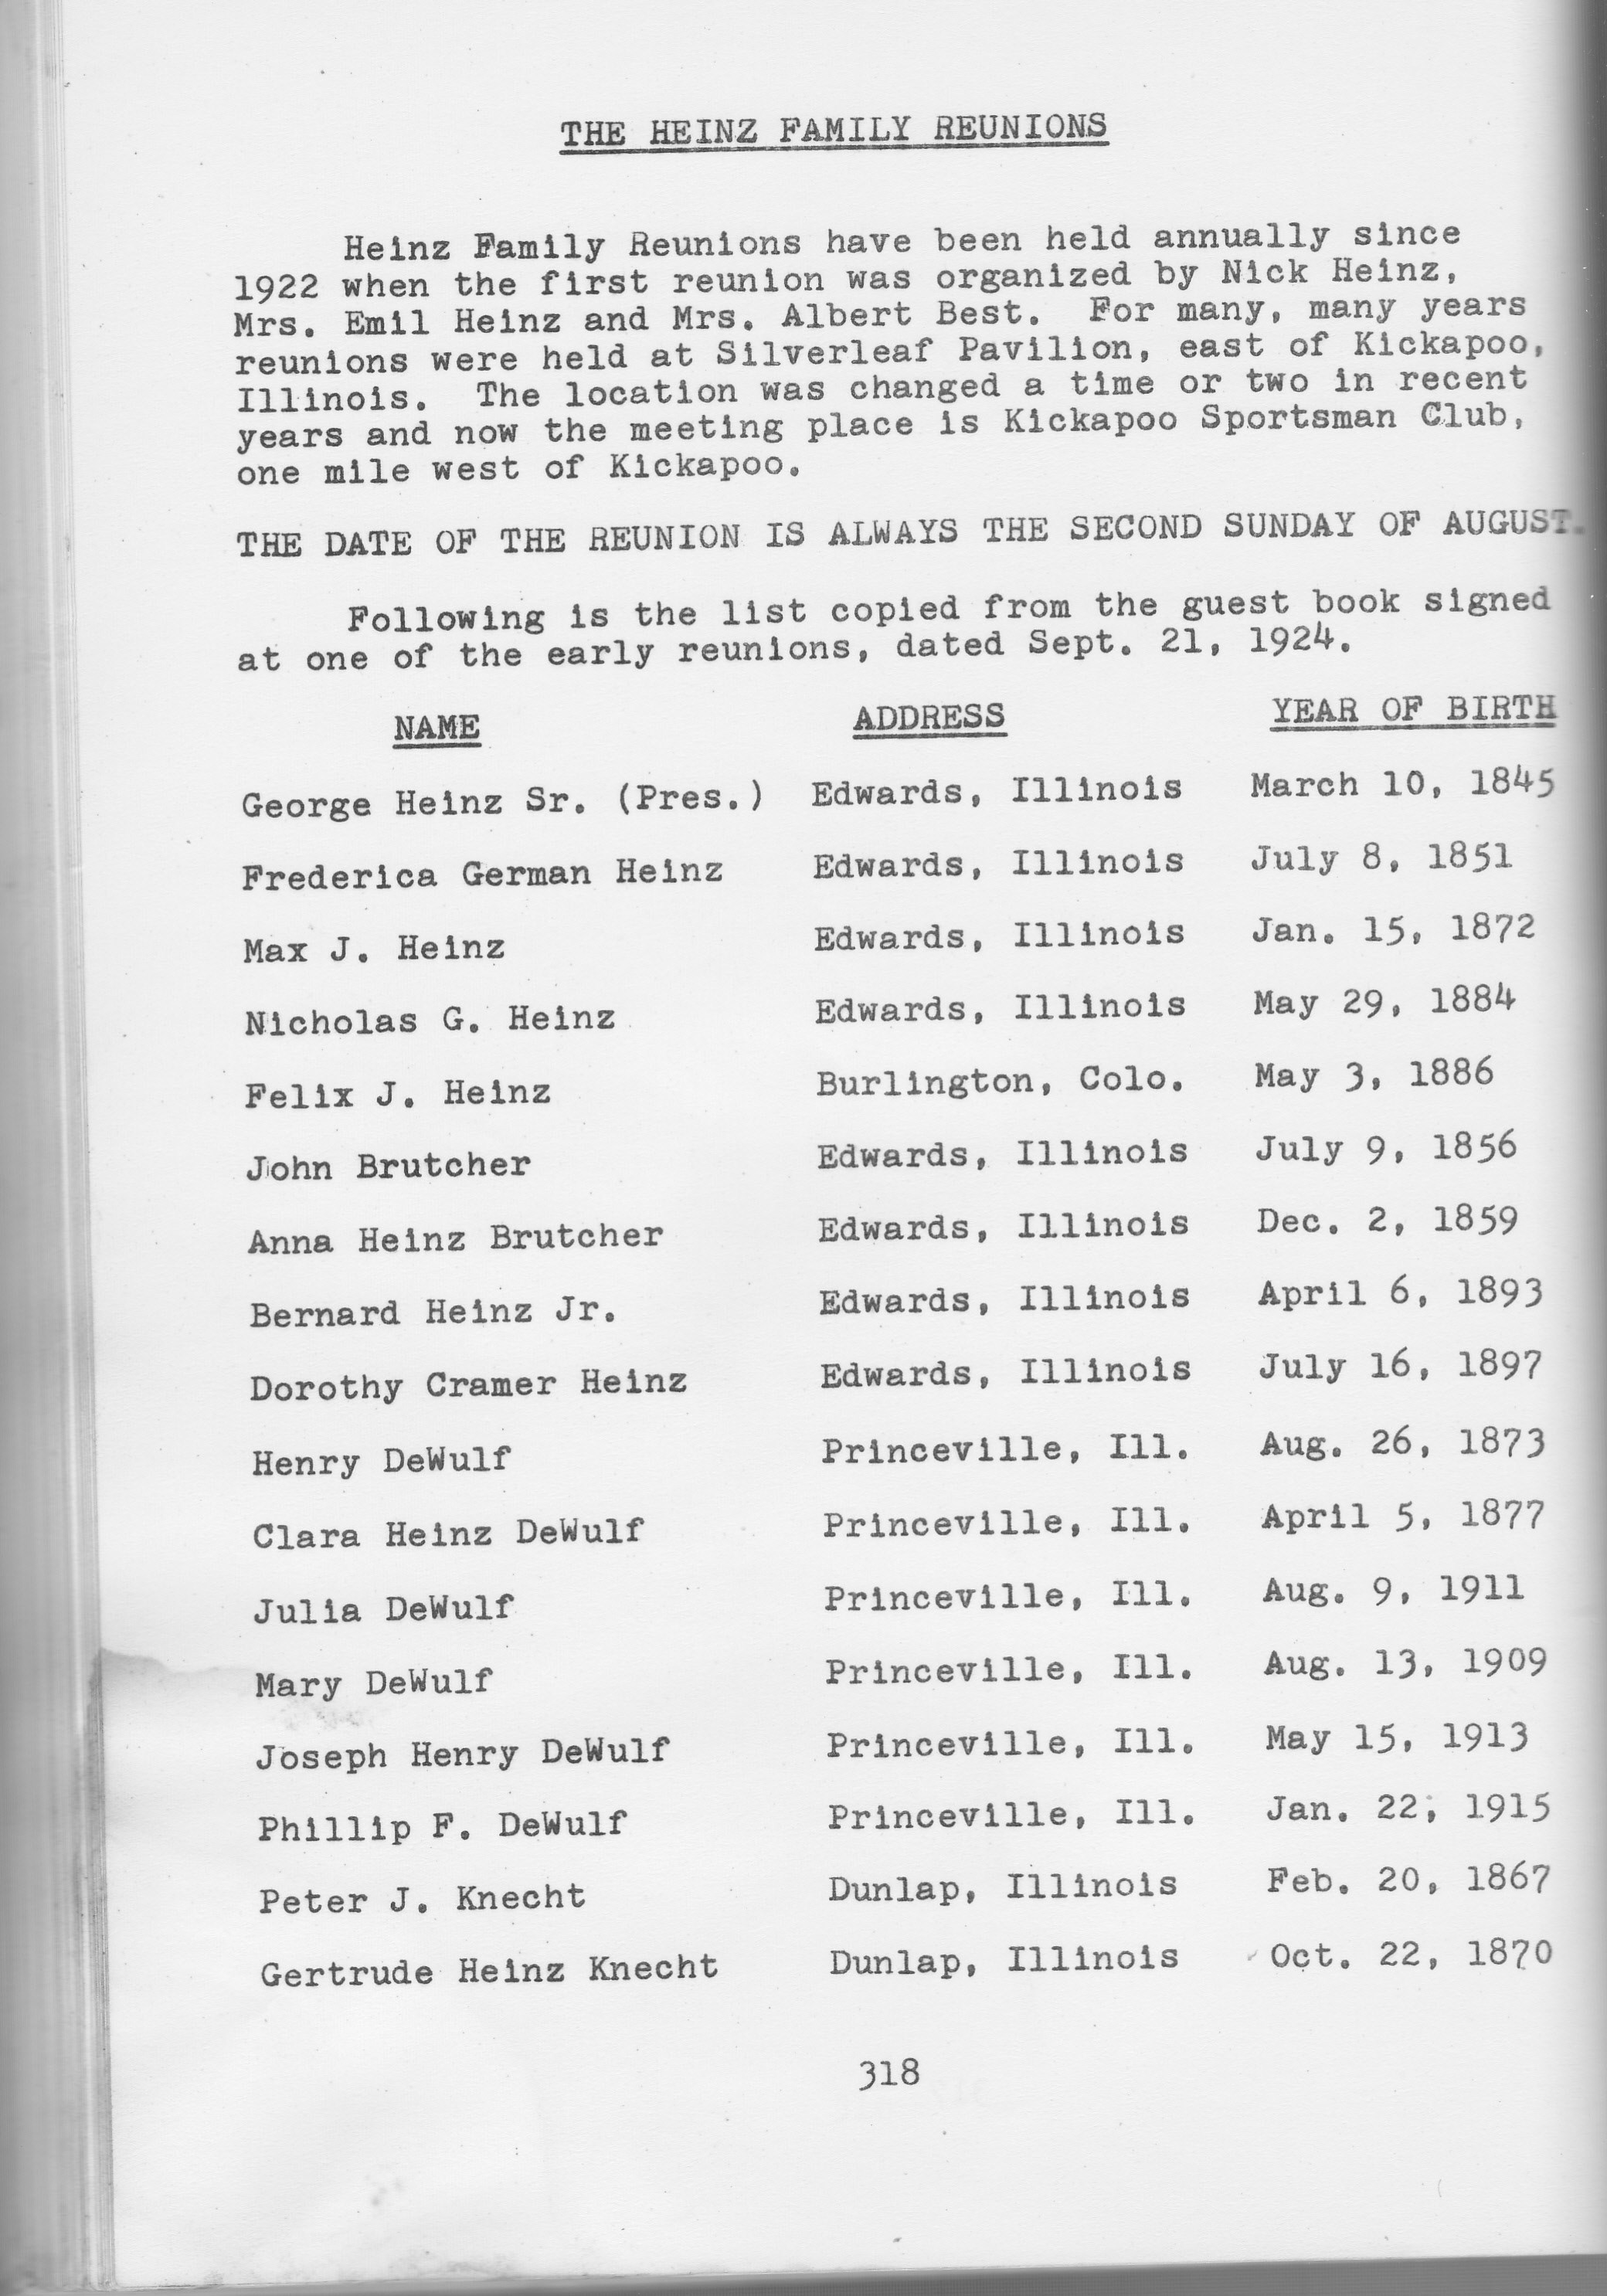 THE HEINZ FAMILY REUNIONS
Heinz Family Reunions have been held annually since
1922 when the first reunion was organized by Nick Heinz,
Mrs. Emil Heinz and Mrs. Albert Best. For many, many years
reunions were held at Silverleaf Pavilion, east of Kickapoo,
Illinois. The location was changed a time or two in recent
years and now the meeting place is Kickapoo Sportsman Club,
one mile west of Kickapoo.
THE DATE OF THE REUNION IS ALWAYS THE SECOND SUNDAY OF AUGUST.
Following is the list copied from the guest book signed
at one of the early reunions, dated Sept. 21, 1924.
NAME ADDRESS YEAR OF BIRTH
George Heinz Sr. (Pres.) Edwards, Illinois March 10, 1845
Frederica German Heinz Edwards, Illinois July 8, 1851
Max J. Heinz Edwards, Illinois Jan. 15, 1872
Nicholas G. Heinz Edwards, Illinois May 29, 1884
Felix J. Heinz Burlington, Colo. May 3, 1886
John Brutcher Edwards, Illinois July 9, 1856
Anna Heinz Brutcher Edwards, Illinois Dec. 2, 1859
Bernard Heinz Jr. Edwards, Illinois April 6, 1893
Dorothy Cramer Heinz Edwards, Illinois July 16, 1897
Henry DeWulf Princeville, Ill. Aug. 26, 1873
Clara Heinz DeWulf Princeville, Ill. April 5, 1877
Julia DeWulf Princeville, Ill. Aug. 9, 1911
Mary DeWulf Princeville, Ill. Aug. 13, 1909
Joseph Henry DeWulf Princeville, Ill. May 15, 1913
Phillip F. DeWulf Princeville, Ill. Jan. 22, 1915
Peter J. Knecht Dunlap, Illinois Feb. 20, 1867
Gertrude Heinz Knecht Dunlap, Illinois Oct. 22, 1870
318